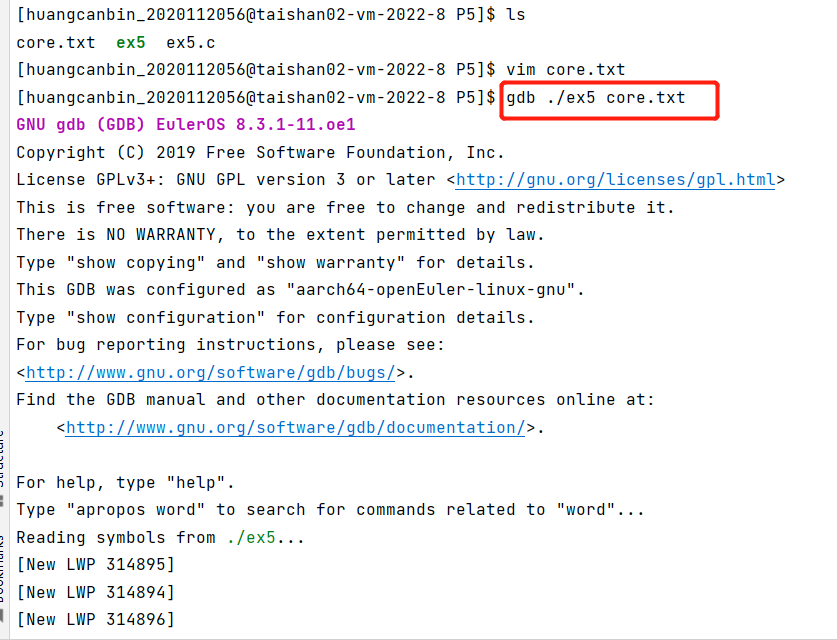 [huangcanbin_2020112056@taishan02-vm-2022-8 P5]$ ls
core.txt  ex5  ex5.c
[huangcanbin_2020112056@taishan02-vm-2022-8 P5]$ vim core.txt
[huangcanbin_2020112056@taishan02-vm-2022-8 P5]$ gdb ./ex5 core.txt
GNU gdb (GDB) EulerOS 8.3.1-11.oe1
Copyright (C) 2019 Free Software Foundation, Inc.
License GPLv3+: GNU GPL version 3 or later <http://gnu.org/licenses/gpl.html>
This is free software: you are free to change and redistribute it.
There is NO WARRANTY, to the extent permitted by law.
Type "show copying" and "show warranty" for details.
This GDB was configured as "aarch64-openEuler-linux-gnu".
Type "show configuration" for configuration details.
For bug reporting instructions, please see:
<http://www.gnu.org/software/gdb/bugs/>.
Find the GDB manual and other documentation resources online at:
    <http://www.gnu.org/software/gdb/documentation/>.
For help, type "help".
Type "apropos word" to search for commands related to "word"...
Reading symbols from ./ex5...
[New LWP 314895]
[New LWP 314894]
[New LWP 314896]
Structure
Bookmarks